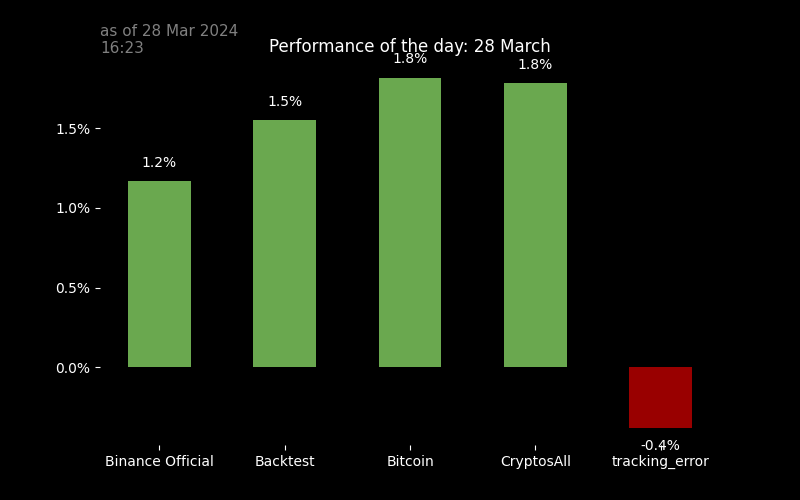 as of 28 Mar 2024
16:23
Performance of the day: 28 March
1.8%
1.8%
1.5%
1.2%
1.5%
1.0%
0.5%
0.0%
-0.4%
Binance Official
Backtest
Bitcoin
CryptosAll
tracking_error